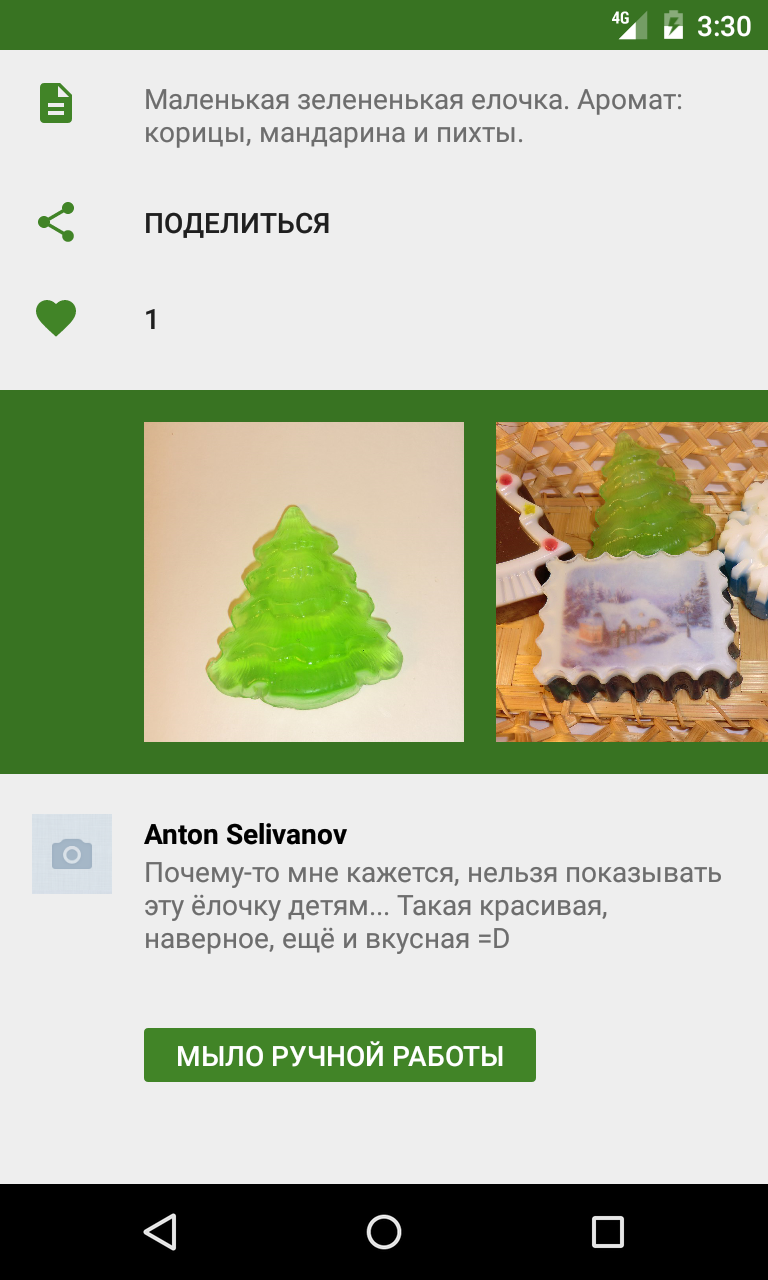 4G 3:30
Маленькая зелененькая елочка. Аромат:
корицы, мандарина и пихты.
ПОДЕЛИТЬСЯ
1
Anton Selivanov
Почему-то мне кажется, нельзя показывать
эту ёлочку детям... Такая красивая,
наверное, ещё и вкусная =D
МЫЛО РУЧНОЙ РАБОТЫ